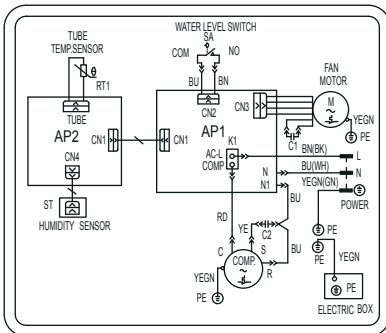 WATER LEVEL SWITCH
SA
COM
NO
BU
BN
TUBE
TEMP.SENSOR
θ
RT1
TUBE
AP2
CN1
CN4
ST
HUMIDITY SENSOR
CN2
CN3
CN1
AP1
K1
AC-L
COMP
N
N1
FAN
MOTOR
M
~
YEGN
PE
C1
BN(BK)
L
BU(WH)
N
YEGN(GN)
POWER
BU
RD
YE
C2
BU
C
S
R
COMP.
~
YEGN
PE
PE
PE
YEGN
PE
ELECTRIC BOX